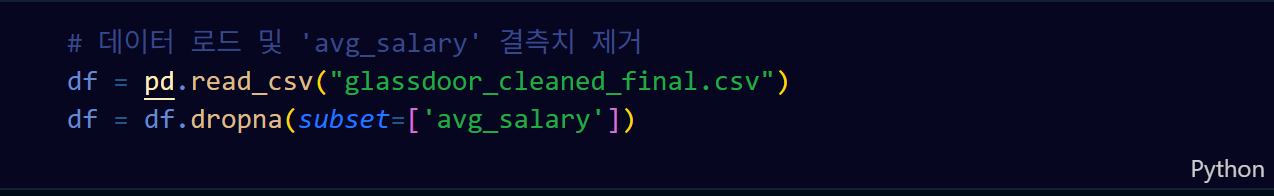 # 데이터 로드 및 'avg_salary' 결측치 제거
df = pd.read_csv("glassdoor_cleaned_final.csv")
df = df.dropna(subset=['avg_salary'])
Python